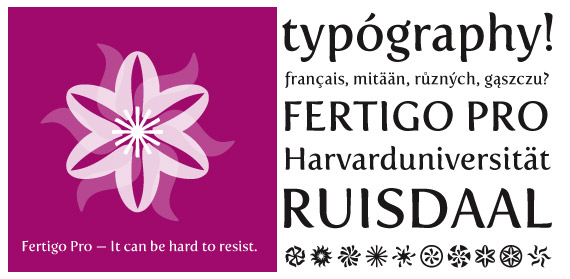 Fertigo Pro — It can be hard to resist.
typógraphy!
français, mitään, různých, gąszczu?
FERTIGO PRO
Harvarduniversität
RUISDAAL